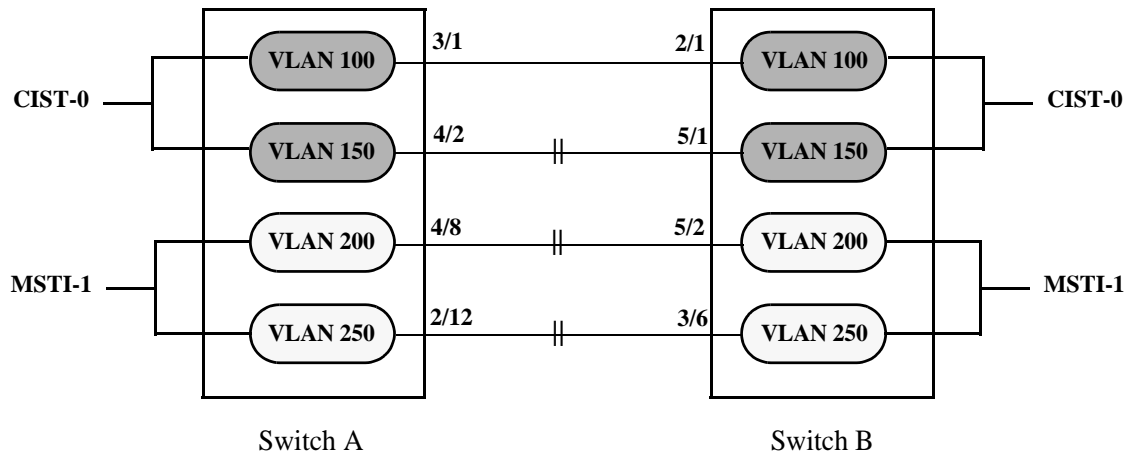 3/1 2/1
VLAN 100 VLAN 100
CIST-0 CIST-0
4/2 5/1
VLAN 150 VLAN 150
4/8 5/2
VLAN 200 VLAN 200
MSTI-1 MSTI-1
2/12 3/6
VLAN 250 VLAN 250
Switch A Switch B